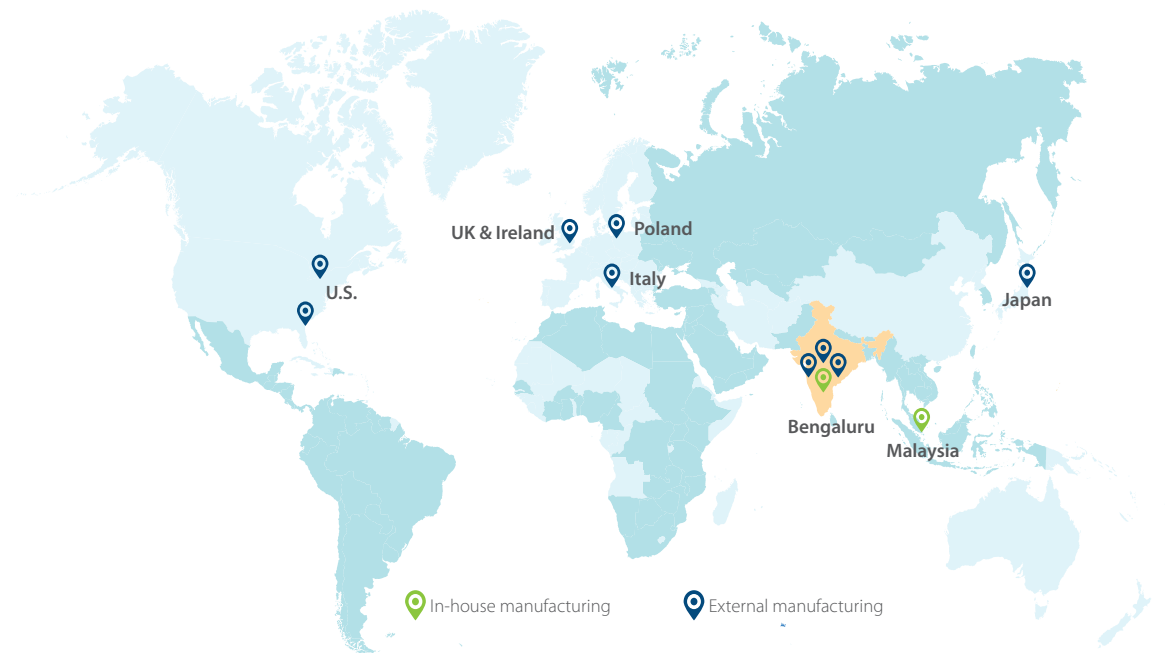 UK & Ireland
Poland
U.S.
Italy
Japan
Bengaluru
Malaysia
In-house manufacturing
External manufacturing